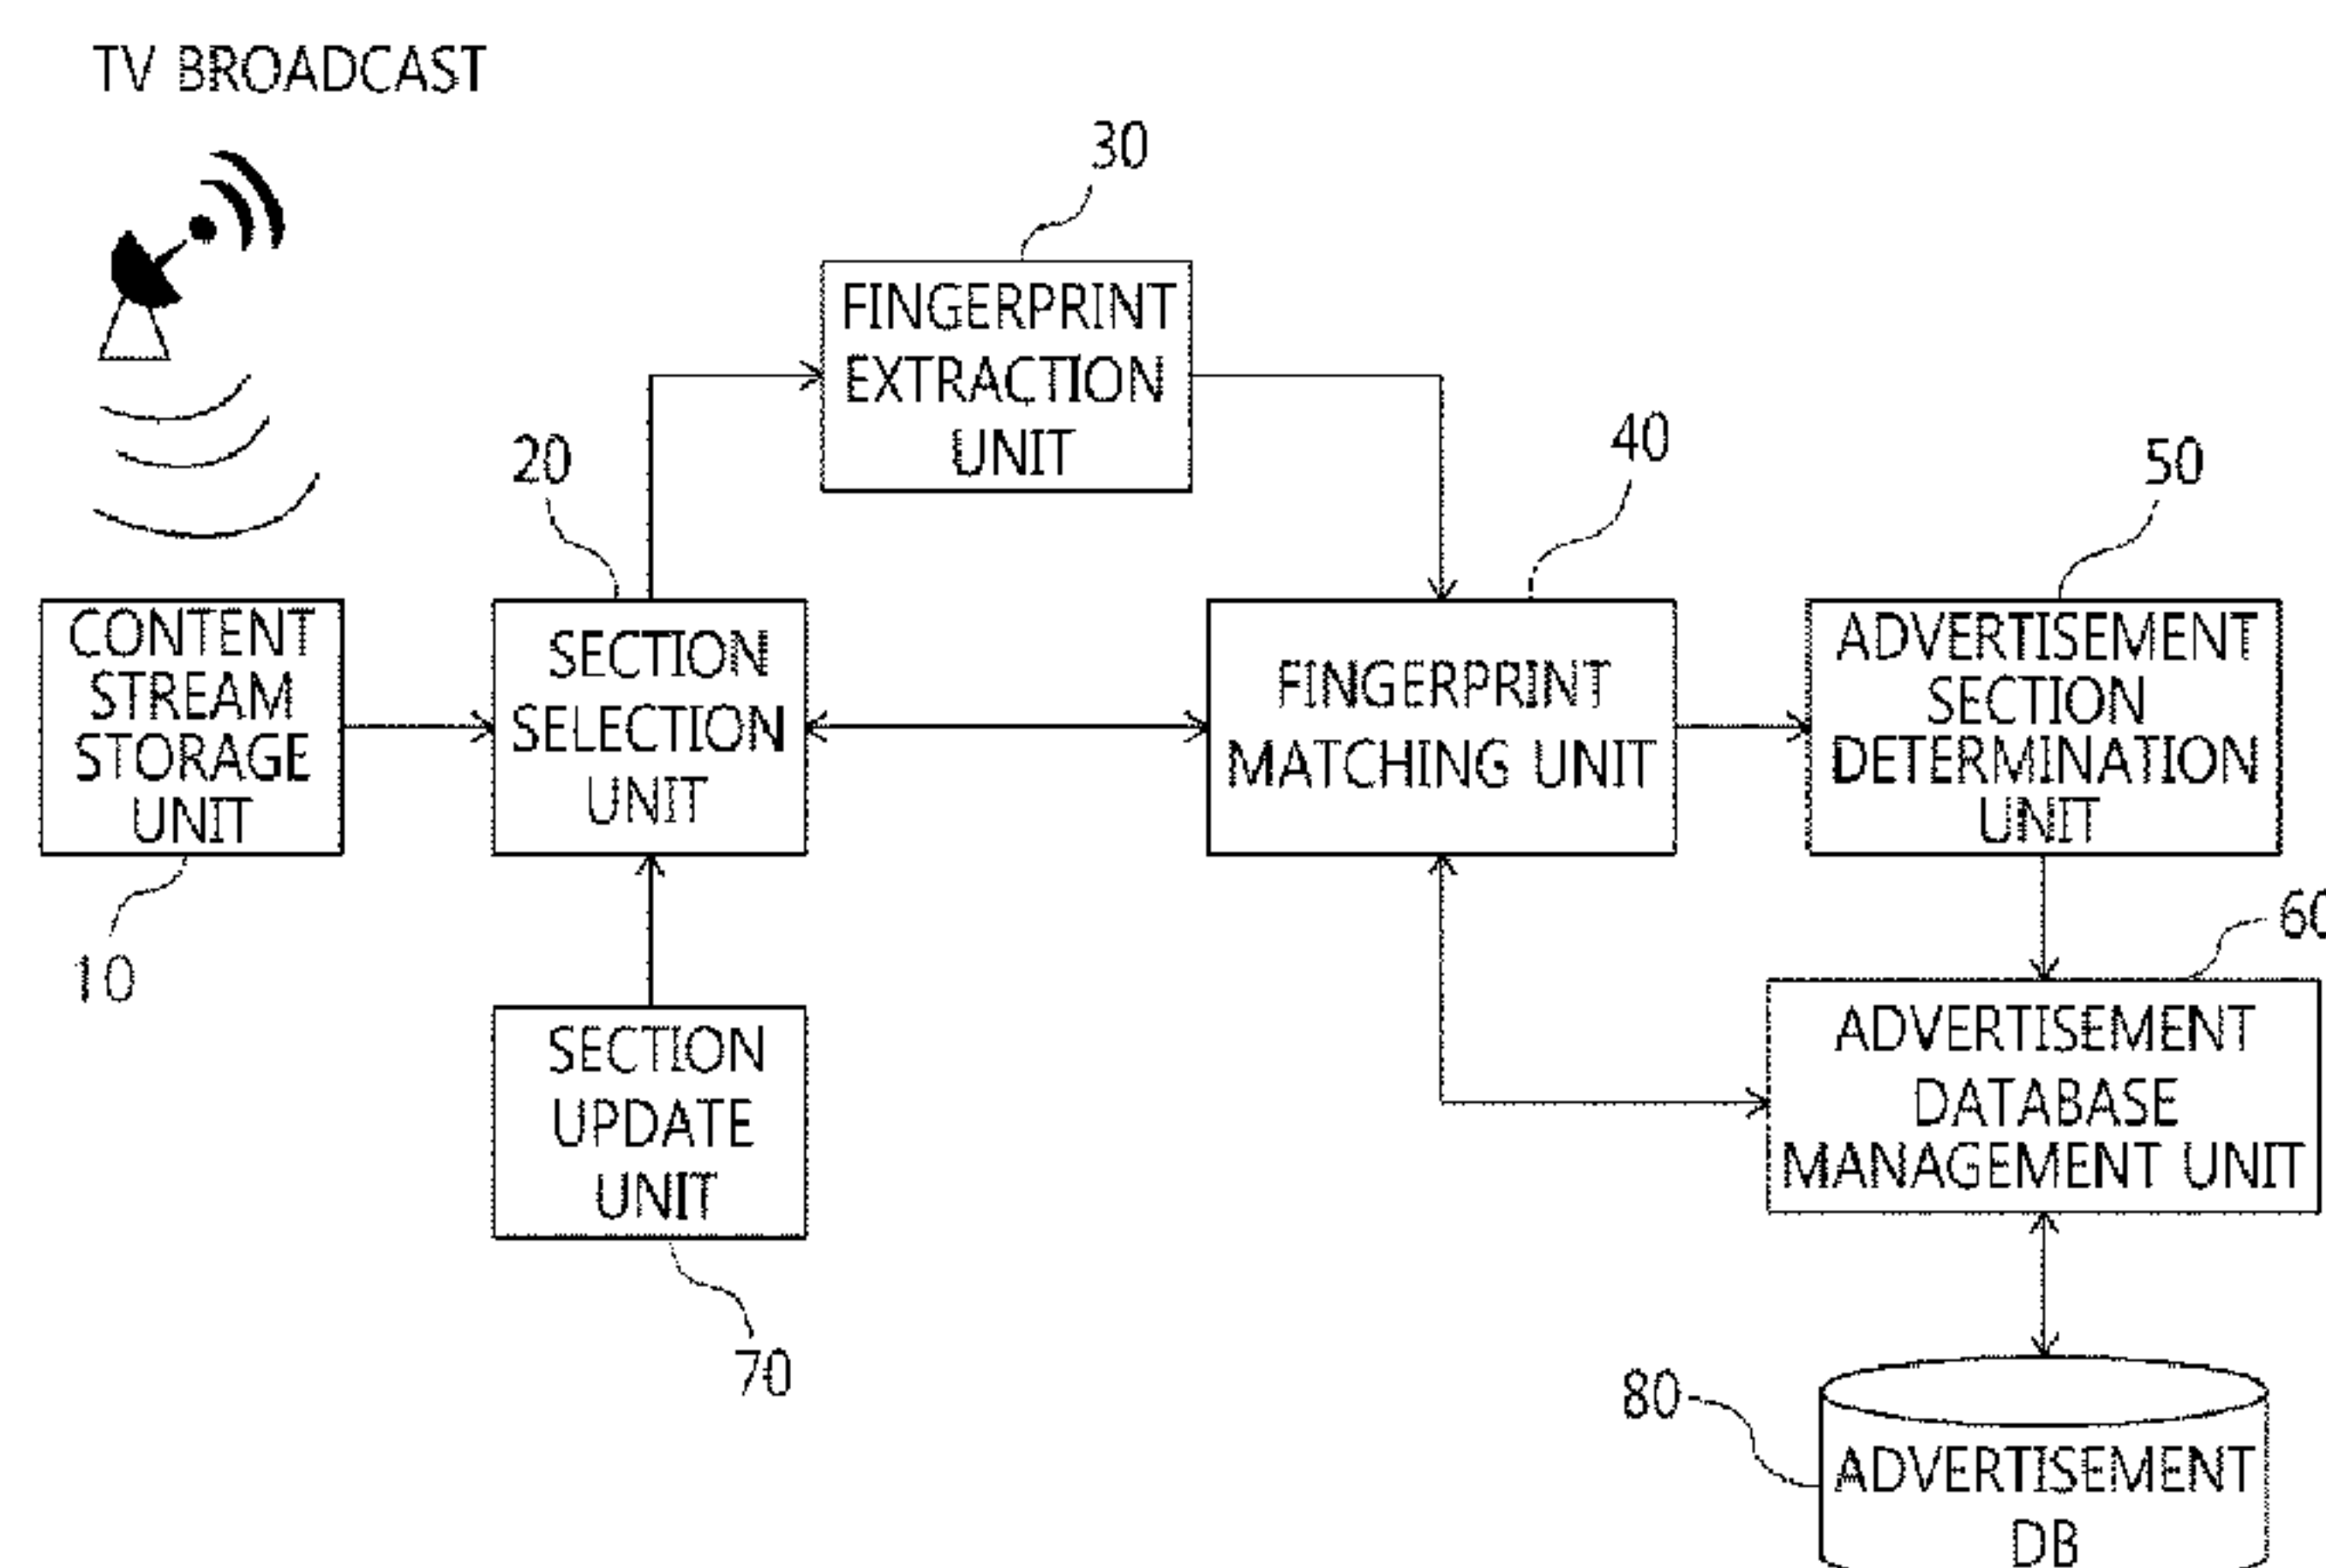 TV BROADCAST
30
FINGERPRINT
EXTRACTION
UNIT
20
40
50
CONTENT
STREAM
STORAGE
UNIT
SECTION
SELECTION
UNIT
FINGERPRINT
MATCHING UNIT
ADVERTISEMENT
SECTION
DETERMINATION
UNIT
10
60
SECTION
UPDATE
UNIT
ADVERTISEMENT
DATABASE
MANAGEMENT UNIT
70
80
ADVERTISEMENT
DB